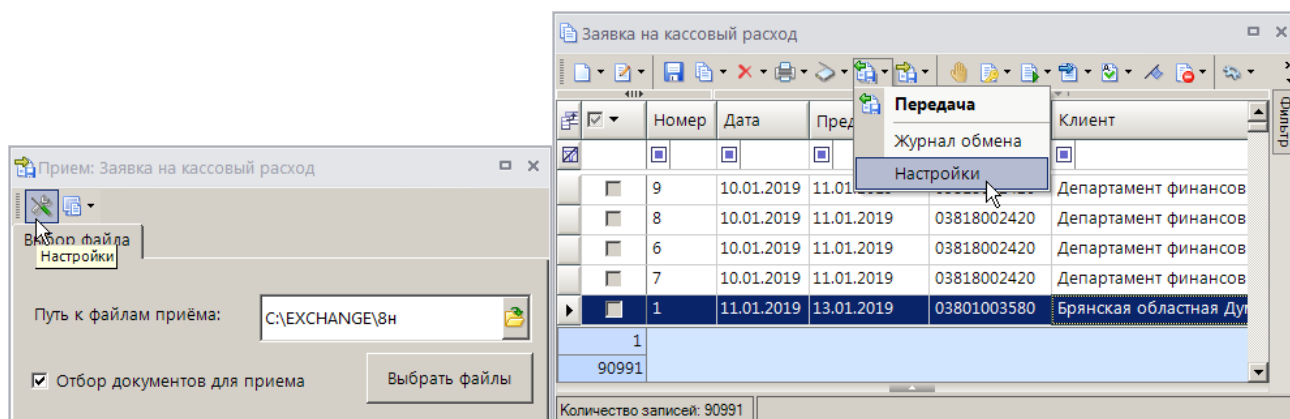 Прием: Заявка на кассовый расход
Выбор файла
Настройки
Путь к файлам приёма:
C:\EXCHANGE\8н
Отбор документов для приема
Выбрать файлы
Заявка на кассовый расход
Передача
Журнал обмена
Настройки
Номер Дата Клиент
9 10.01.2019 Департамент финансов
8 10.01.2019 11.01.2019 03818002420 Департамент финансов
6 10.01.2019 11.01.2019 03818002420 Департамент финансов
7 10.01.2019 11.01.2019 03818002420 Департамент финансов
1 11.01.2019 13.01.2019 03801003580 Брянская областная
1
90991
Количество записей: 90991
Фильтр